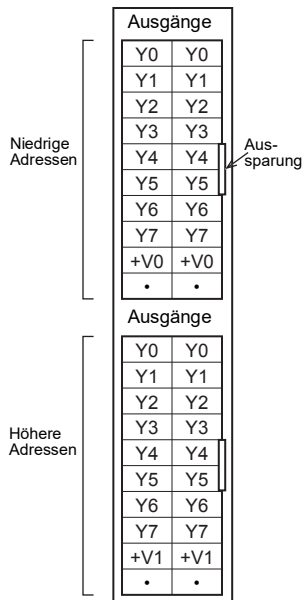 Ausgänge
Y0 Y0
Y1 Y1
Y2 Y2
Y3 Y3
Y4 Y4
Y5 Y5
Y6 Y6
Y7 Y7
+V0 +V0
• •
Niedrige
Adressen
Aus-
sparung
Ausgänge
Y0 Y0
Y1 Y1
Y2 Y2
Y3 Y3
Y4 Y4
Y5 Y5
Y6 Y6
Y7 Y7
+V1 +V1
• •
Höhere
Adressen